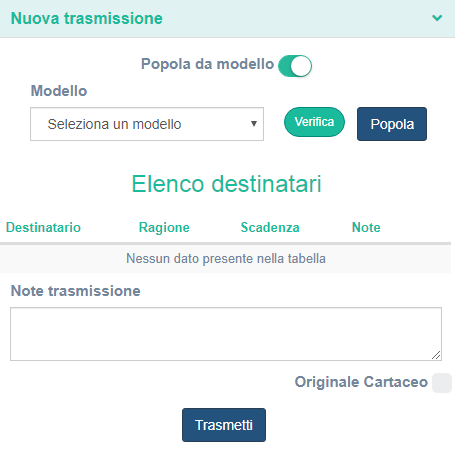 Nuova trasmissione
Popola da modello
Modello
Seleziona un modello
Verifica
Popola
Elenco destinatari
Destinatario Ragione Scadenza Note
Nessun dato presente nella tabella
Note trasmissione
Originale Cartaceo
Trasmetti